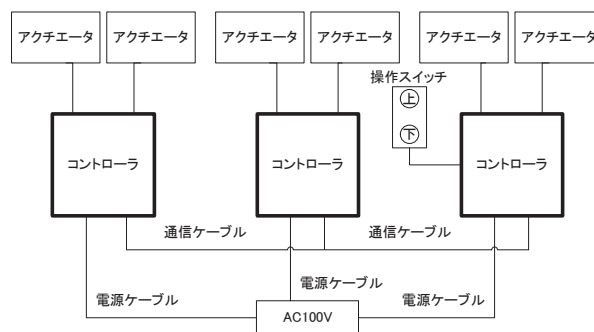 アクチエータ
アクチエータ
アクチエータ
アクチエータ
アクチエータ
アクチエータ
操作スイッチ
上
下
コントローラ
コントローラ
コントローラ
通信ケーブル
通信ケーブル
電源ケーブル
電源ケーブル
電源ケーブル
AC100V